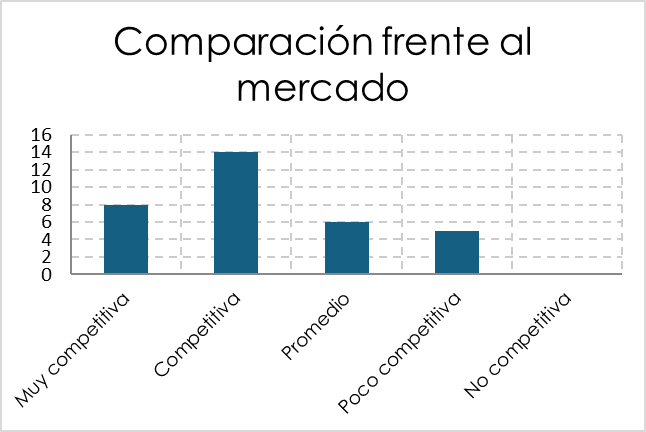 Comparación frente al
mercado
16
14
12
10
8
6
4
2
0
Muy competitiva
Competitiva
Promedio
Poco competitiva
No competitiva